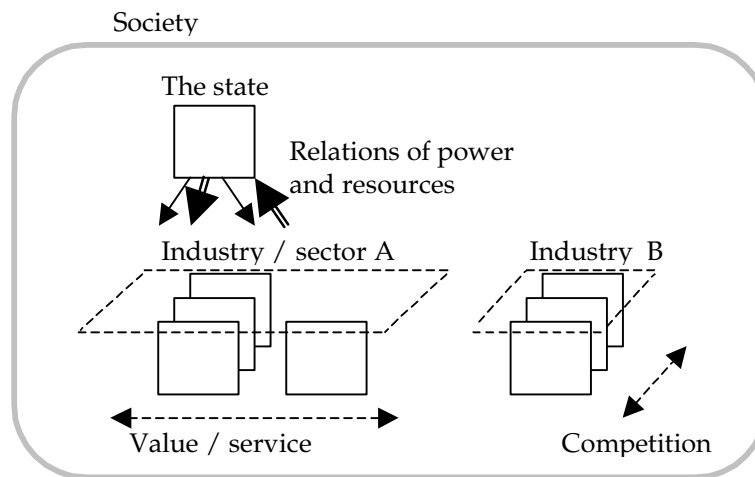 Society
The state
Relations of power
and resources
Industry / sector A
Industry B
Value / service
Competition